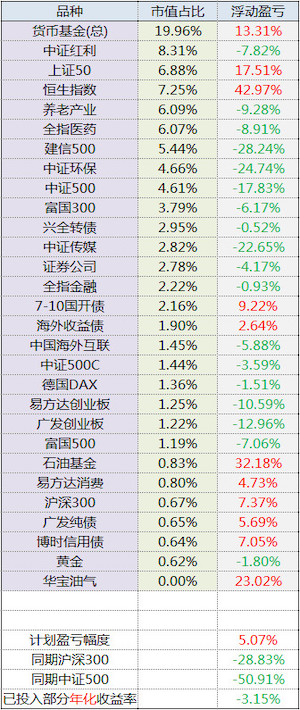 品种 市值占比 浮动盈亏
货币基金(总) 19.96% 13.31%
中证红利 8.31% -7.82%
上证50 6.88% 17.51%
恒生指数 7.25% 42.97%
养老产业 6.09% -9.28%
全指医药 6.07% -8.91%
建信500 5.44% -28.24%
中证环保 4.66% -24.74%
中证500 4.61% -17.83%
富国300 3.79% -6.17%
兴全转债 2.95% -0.52%
中证传媒 2.82% -22.65%
证券公司 2.78% -4.17%
全指金融 2.22% -0.93%
7-10国开债 2.16% 9.22%
海外收益债 1.90% 2.64%
中国海外互联 1.45% -5.88%
中证500C 1.44% -3.59%
德国DAX 1.36% -1.51%
易方达创业板 1.25% -10.59%
广发创业板 1.22% -12.96%
富国500 1.19% -7.06%
石油基金 0.83% 32.18%
易方达消费 0.80% 4.73%
沪深300 0.67% 7.37%
广发纯债 0.65% 5.69%
博时信用债 0.64% 7.05%
黄金 0.62% -1.80%
华宝油气 0.00% 23.02%
计划盈亏幅度 5.07%
同期沪深300 -28.83%
同期中证500 -50.91%
已投入部分年化收益率 -3.15%